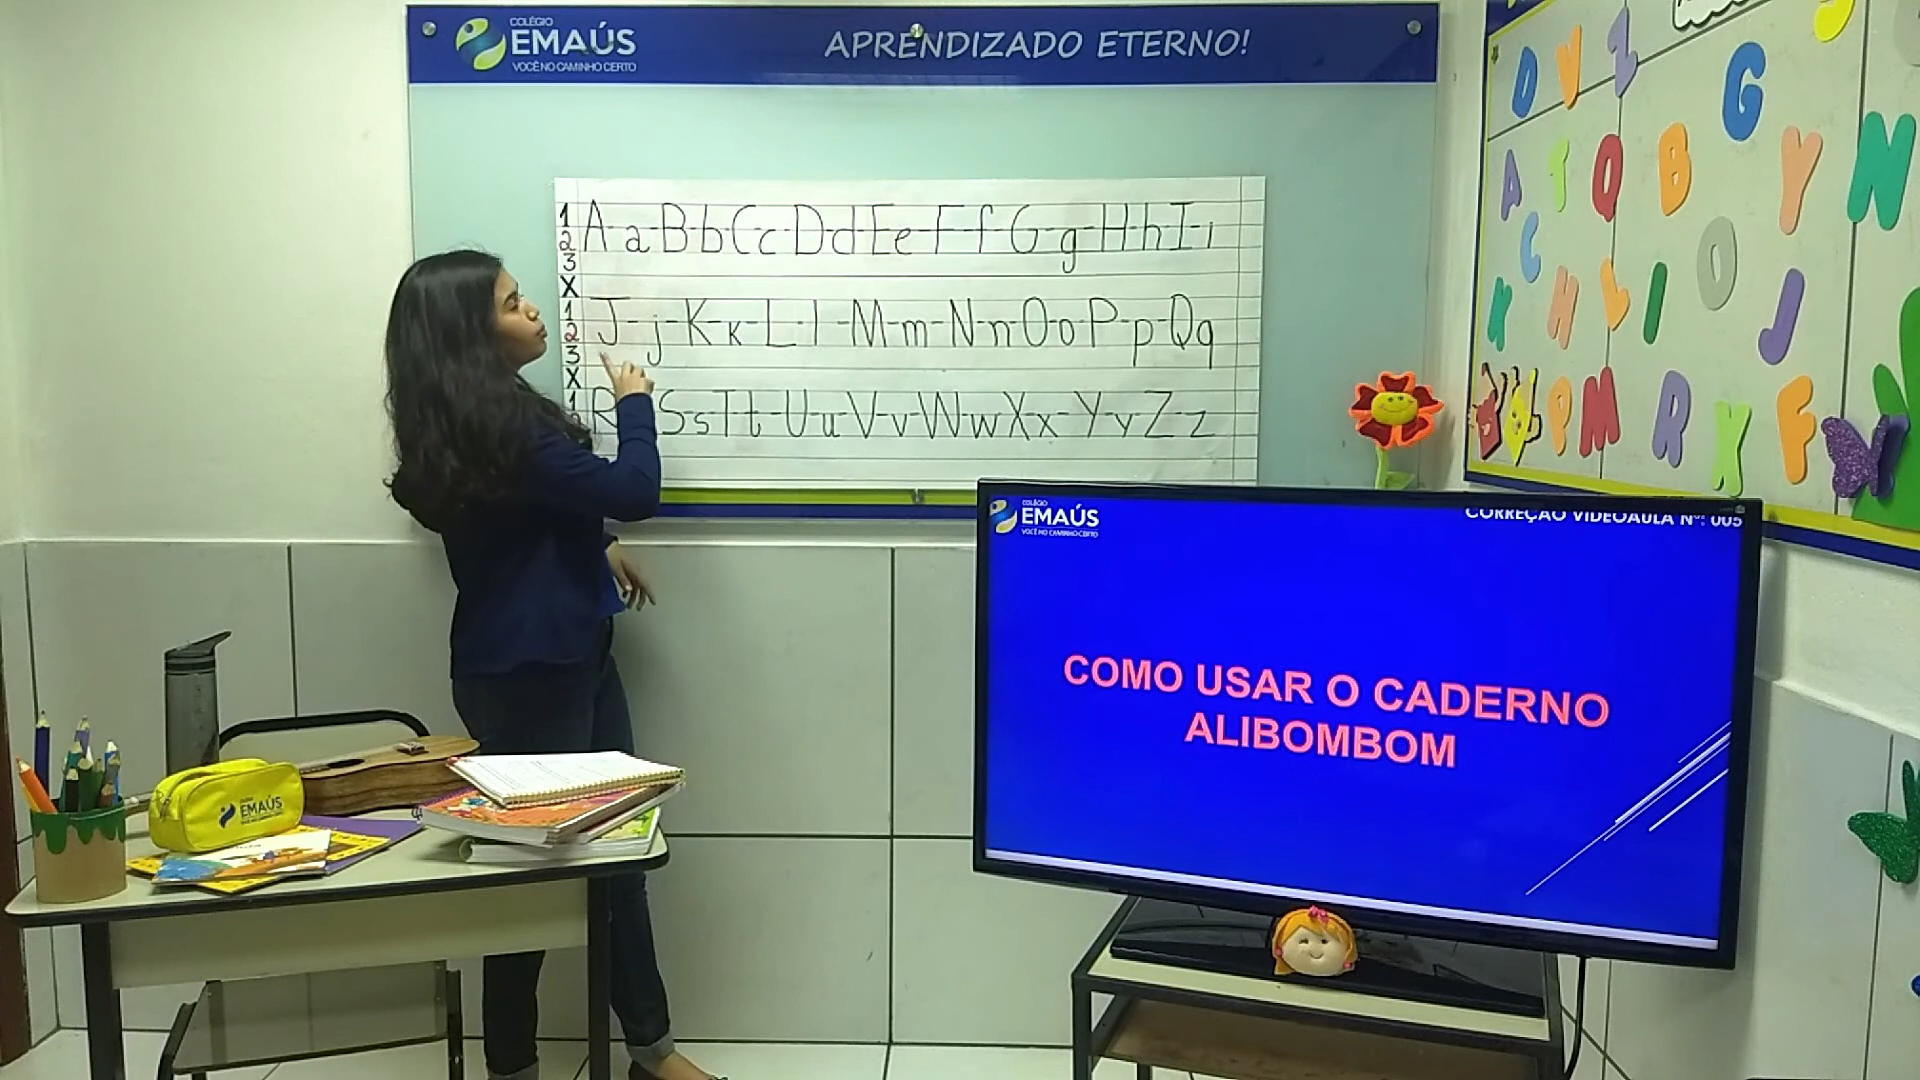 COLÉGIO
EMAÚS
VOCÊ NO CAMINHO CERTO
APRENDIZADO ETERNO!
1 A a B b C c D d E e F f G g H h I i
2
3
X
1 J j K k L l M m N n O o P p Q q
2
3
X
1 R S s T t U u V v W w X x Y y Z z
D V Z G
A T Q B Y N
C O
K H L I J
P M R X F
COLÉGIO
EMAÚS
VOCÊ NO CAMINHO CERTO
CORREÇÃO VIDEOAULA Nº: 005
COMO USAR O CADERNO
ALIBOMBOM
EMAÚS